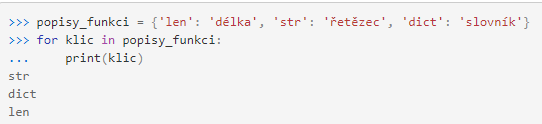 >>> popisy_funkci = {'len': 'délka', 'str': 'řetězec', 'dict': 'slovník'}
>>> for klic in popisy_funkci:
...     print(klic)
str
dict
len